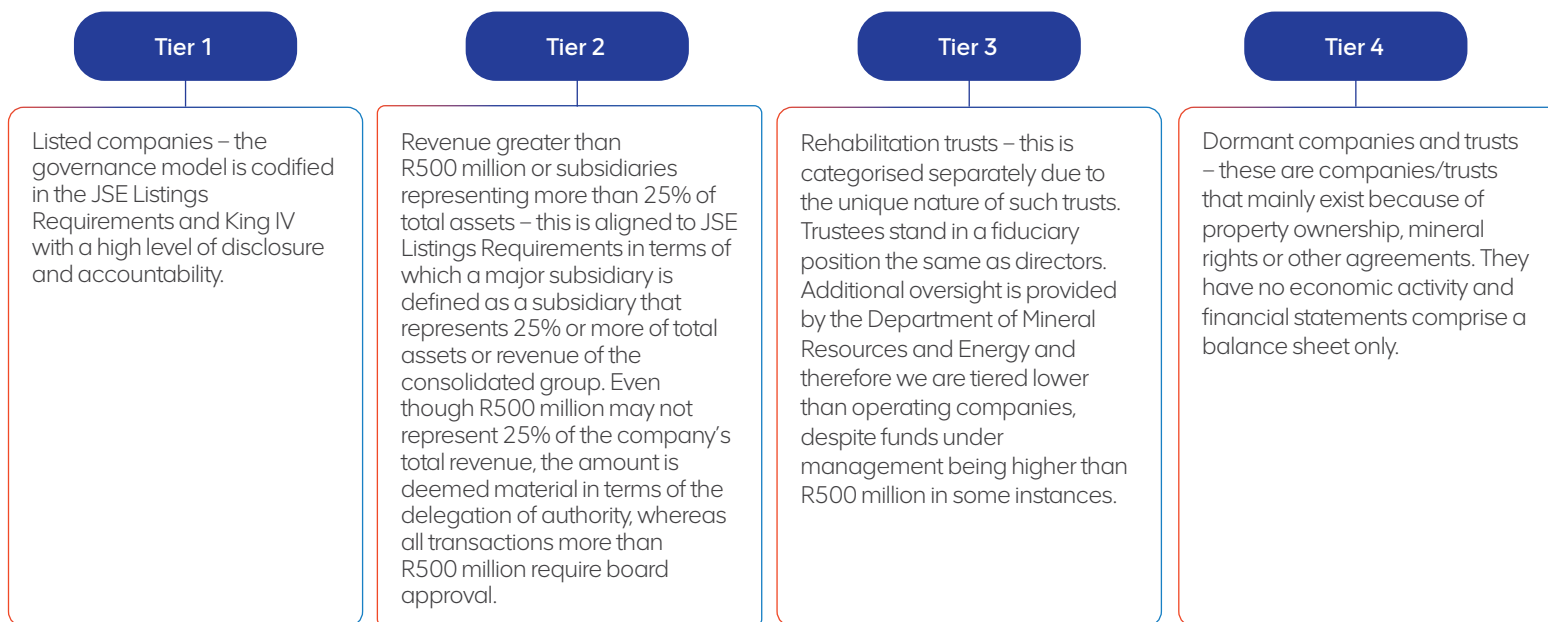 Tier 1
Listed companies – the
governance model is codified
in the JSE Listings
Requirements and King IV
with a high level of disclosure
and accountability.
Tier 2
Revenue greater than
R500 million or subsidiaries
representing more than 25% of
total assets – this is aligned to JSE
Listings Requirements in terms of
which a major subsidiary is
defined as a subsidiary that
represents 25% or more of total
assets or revenue of the
consolidated group. Even
though R500 million may not
represent 25% of the company's
total revenue, the amount is
deemed material in terms of the
delegation of authority, whereas
all transactions more than
R500 million require board
approval.
Tier 3
Rehabilitation trusts – this is
categorised separately due to
the unique nature of such trusts.
Trustees stand in a fiduciary
position the same as directors.
Additional oversight is provided
by the Department of Mineral
Resources and Energy and
therefore we are tiered lower
than operating companies,
despite funds under
management being higher than
R500 million in some instances.
Tier 4
Dormant companies and trusts
– these are companies/trusts
that mainly exist because of
property ownership, mineral
rights or other agreements. They
have no economic activity and
financial statements comprise a
balance sheet only.